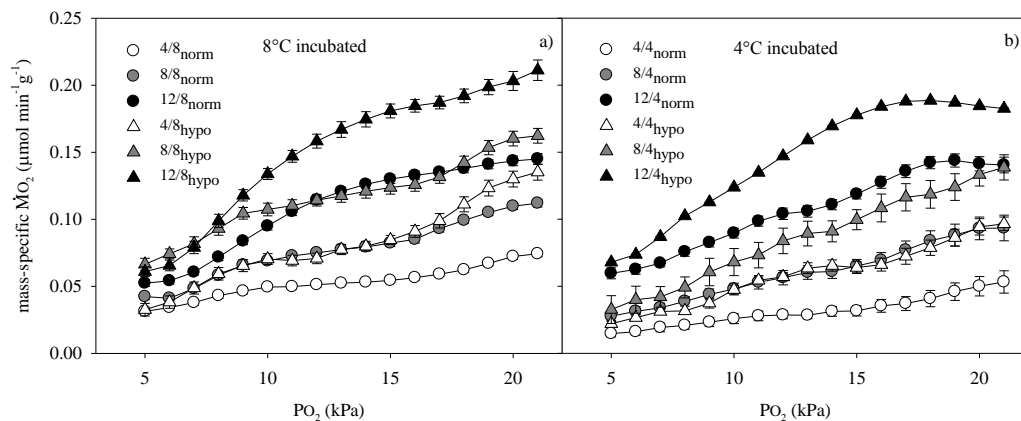 0.25
0.20
0.15
0.10
0.05
0.00
mass-specific ṀO₂ (μmol min⁻¹g⁻¹)
8°C incubated
a)
4/8norm
8/8norm
12/8norm
4/8hypo
8/8hypo
12/8hypo
5 10 15 20
PO₂ (kPa)
4°C incubated
b)
4/4norm
8/4norm
12/4norm
4/4hypo
8/4hypo
12/4hypo
5 10 15 20
PO₂ (kPa)